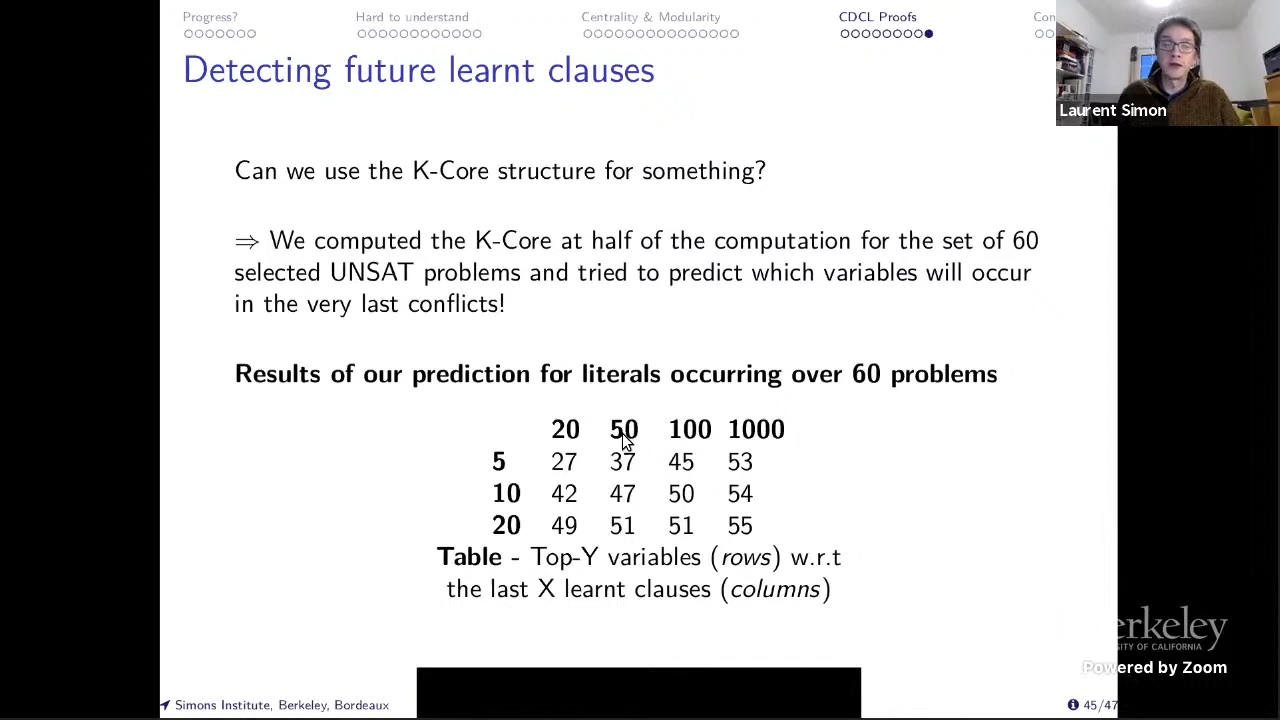 Progress? Hard to understand Centrality & Modularity CDCL Proofs Con
Detecting future learnt clauses
Laurent Simon
Can we use the K-Core structure for something?
⇒ We computed the K-Core at half of the computation for the set of 60
selected UNSAT problems and tried to predict which variables will occur
in the very last conflicts!
Results of our prediction for literals occurring over 60 problems
20 50 100 1000
5 27 37 45 53
10 42 47 50 54
20 49 51 51 55
Table - Top-Y variables (rows) w.r.t
the last X learnt clauses (columns)
erkeley
SITY OF CALIFORNIA
Powered by Zoom
Simons Institute, Berkeley, Bordeaux 45/47